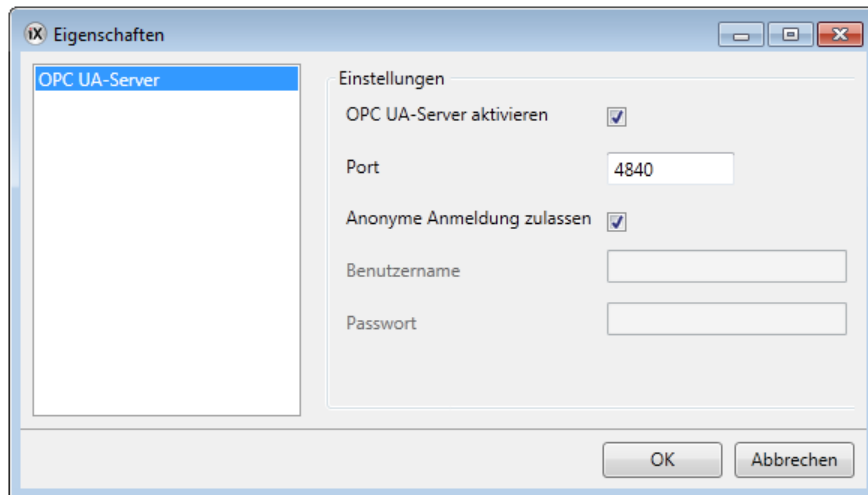 iX Eigenschaften
OPC UA-Server
Einstellungen
OPC UA-Server aktivieren
Port 4840
Anonyme Anmeldung zulassen
Benutzername
Passwort
OK Abbrechen